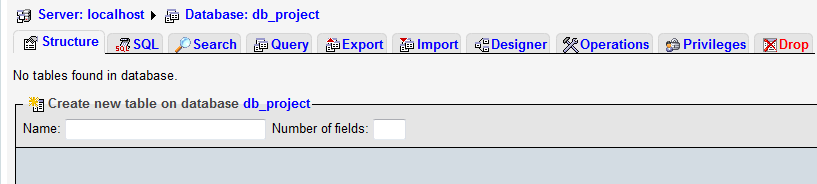 Server: localhost Database: db_project
Structure SQL Search Query Export Import Designer Operations Privileges Drop
No tables found in database.
Create new table on database db_project
Name: Number of fields: